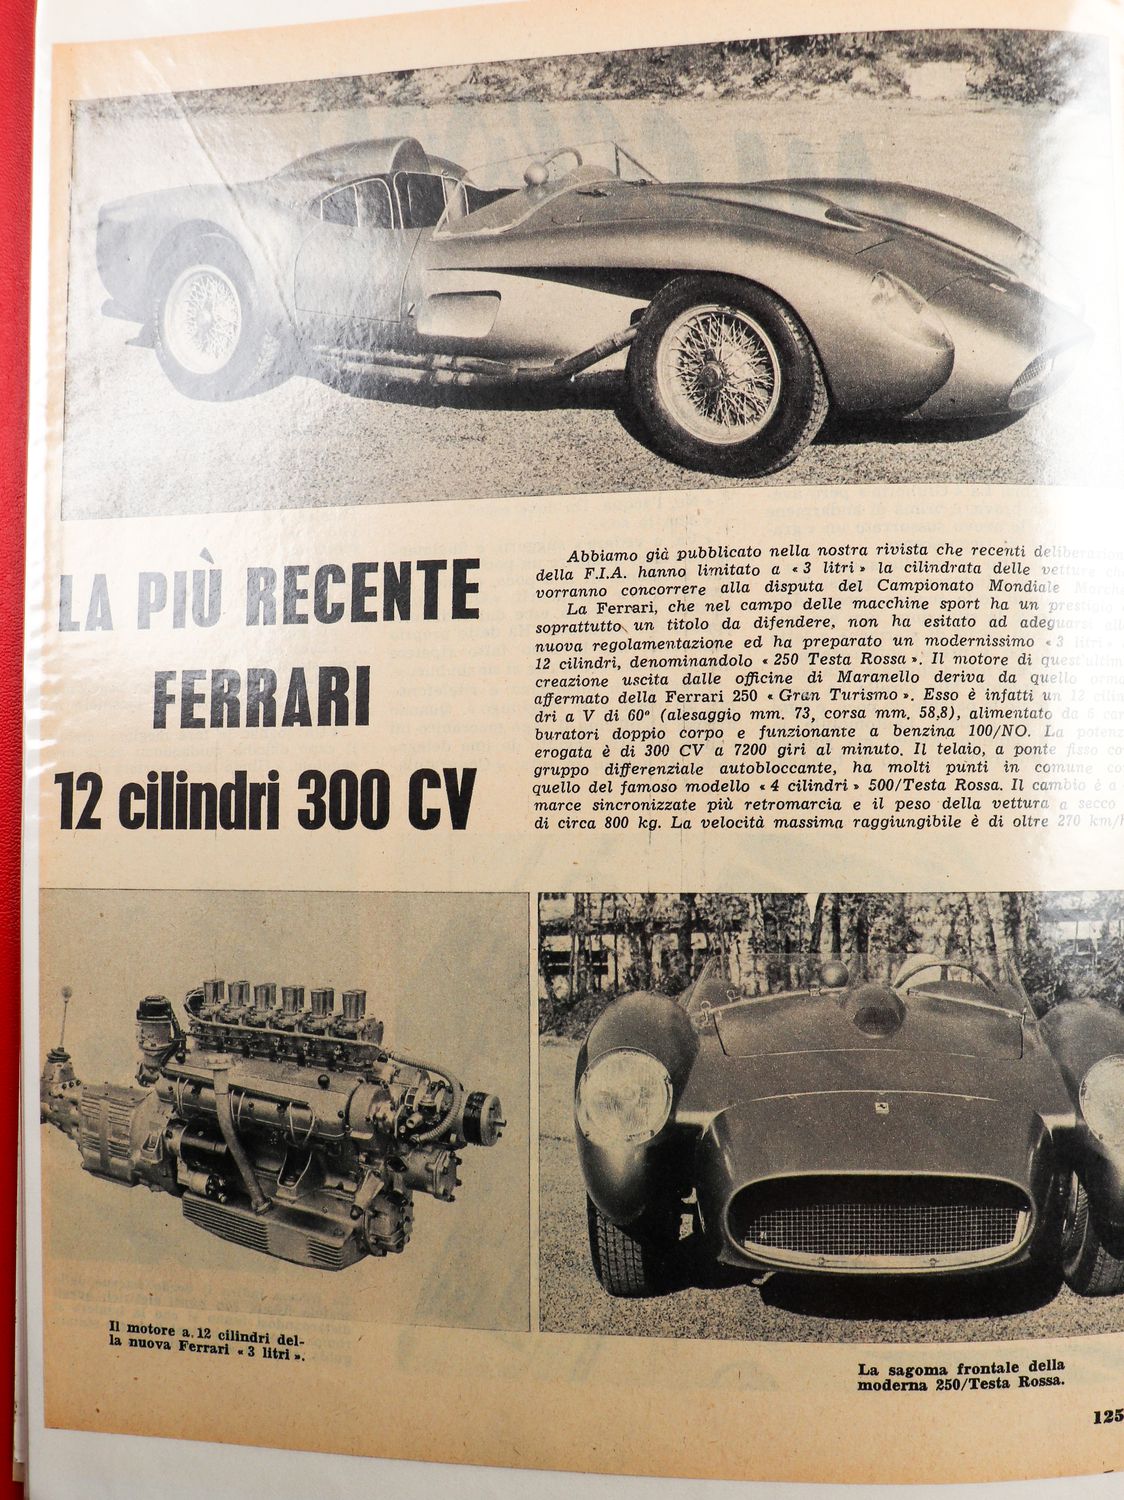 LA PIÙ RECENTE
FERRARI
12 cilindri 300 CV
Abbiamo già pubblicato nella nostra rivista che recenti deliberazion
della F.I.A. hanno limitato a « 3 litri » la cilindrata delle vetture che
vorranno concorrere alla disputa del Campionato Mondiale
La Ferrari, che nel campo delle macchine sport ha un prestigio e
soprattutto un titolo da difendere, non ha esitato ad adeguarsi all
nuova regolamentazione ed ha preparato un modernissimo « 3 litri »
12 cilindri, denominandolo « 250 Testa Rossa ». Il motore di quest'ultim
creazione uscita dalle officine di Maranello deriva da quello orma
affermato della Ferrari 250 « Gran Turismo ». Esso è infatti un 12 cilin
dri a V di 60° (alesaggio mm. 73, corsa mm. 58,8), alimentato da 6 car
buratori doppio corpo e funzionante a benzina 100/NO. La potenz
erogata è di 300 CV a 7200 giri al minuto. Il telaio, a ponte fisso co
gruppo differenziale autobloccante, ha molti punti in comune co
quello del famoso modello « 4 cilindri » 500/Testa Rossa. Il cambio è a
marce sincronizzate più retromarcia e il peso della vettura a secco
di circa 800 kg. La velocità massima raggiungibile è di oltre 270 km/h
Il motore a 12 cilindri del-
la nuova Ferrari « 3 litri ».
La sagoma frontale della
moderna 250/Testa Rossa.
125